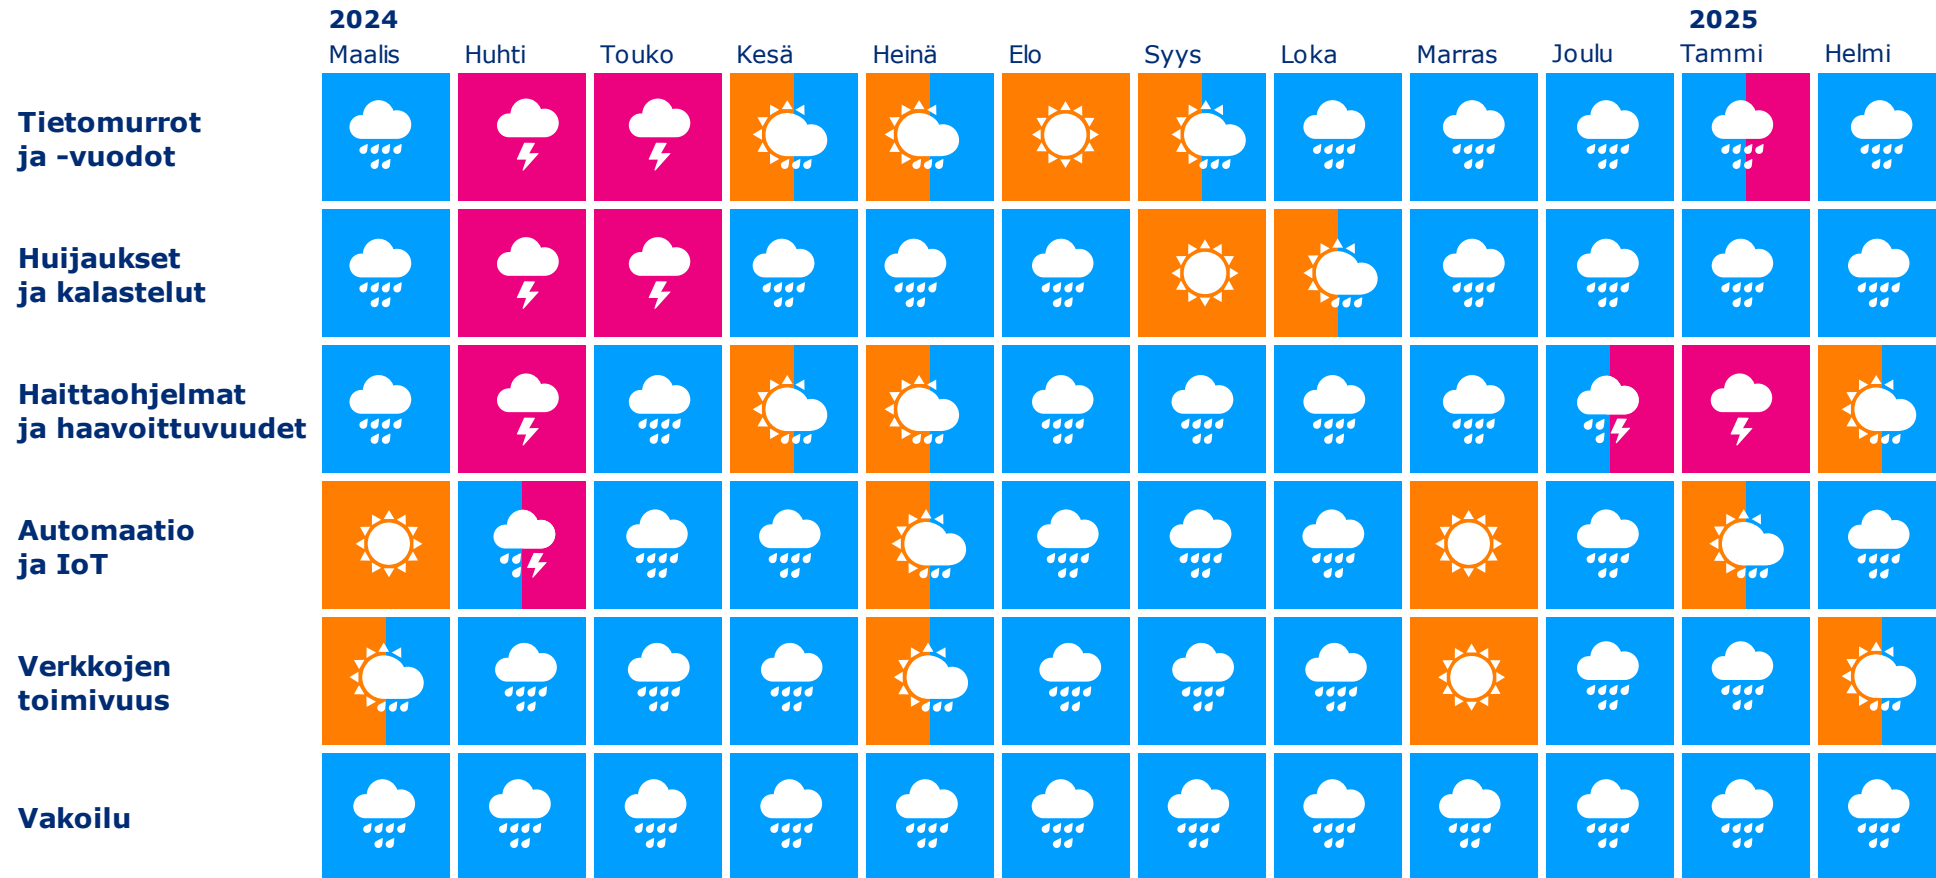 2024 2025
Maalis Huhti Touko Kesä Heinä Elo Syys Loka Marras Joulu Tammi Helmi
Tietomurrot
ja -vuodot
Huijaukset
ja kalastelut
Haittaohjelmat
ja haavoittuvuudet
Automaatio
ja IoT
Verkkojen
toimivuus
Vakoilu